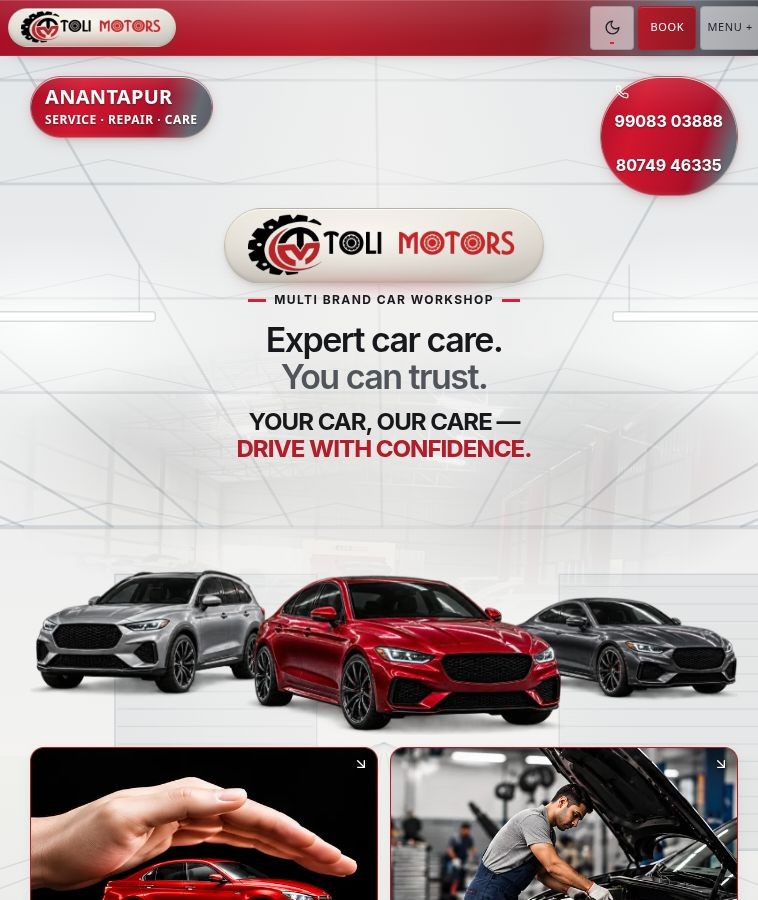 TOLI MOTORS
BOOK
MENU +
ANANTAPUR
SERVICE · REPAIR · CARE
99083 03888
80749 46335
TOLI MOTORS
MULTI BRAND CAR WORKSHOP
Expert car care.
You can trust.
YOUR CAR, OUR CARE —
DRIVE WITH CONFIDENCE.